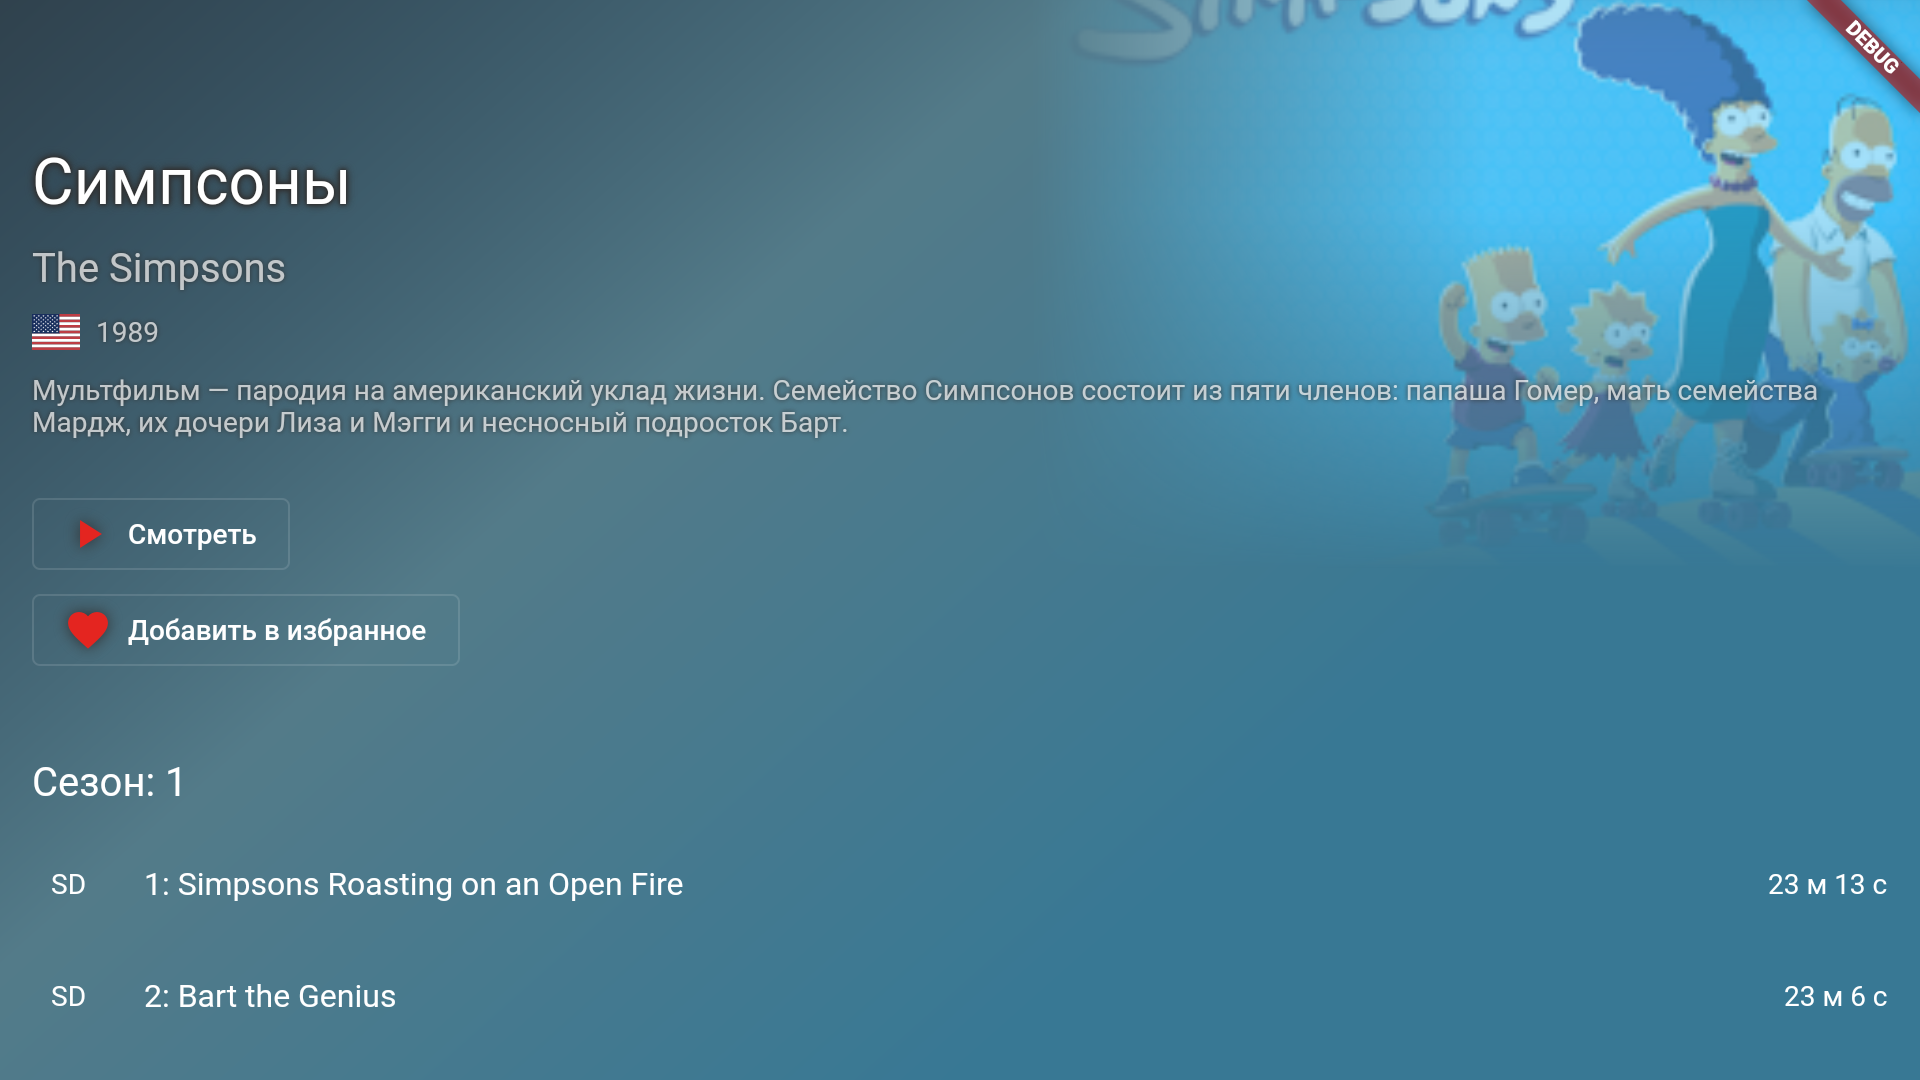 SIMPSONS
DEBUG
Симпсоны
The Simpsons
1989
Мультфильм — пародия на американский уклад жизни. Семейство Симпсонов состоит из пяти членов: папаша Гомер, мать семейства
Мардж, их дочери Лиза и Мэгги и несносный подросток Барт.
Смотреть
Добавить в избранное
Сезон: 1
SD 1: Simpsons Roasting on an Open Fire 23 м 13 с
SD 2: Bart the Genius 23 м 6 с